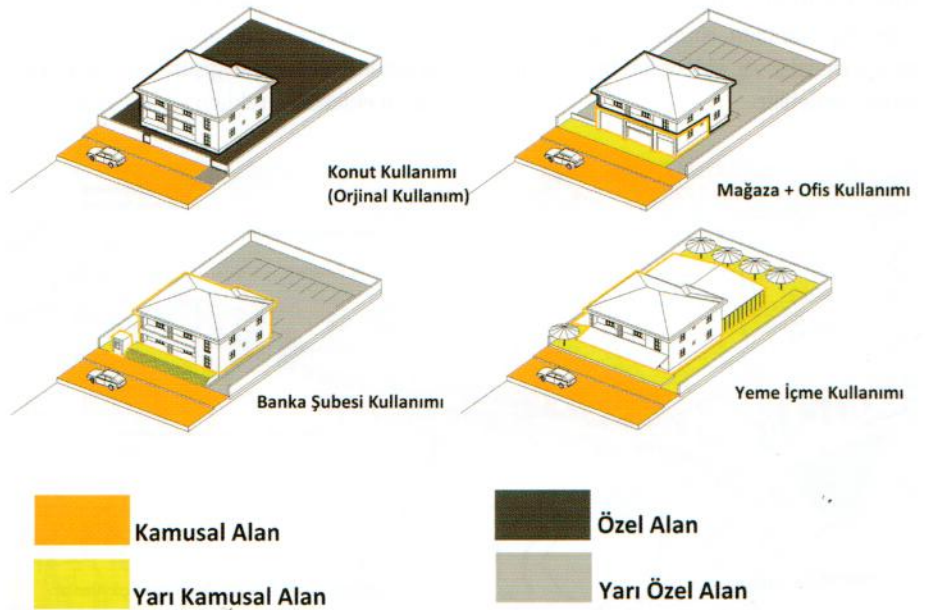 Konut Kullanımı
(Orjinal Kullanım)
Mağaza + Ofis Kullanımı
Banka Şubesi Kullanımı
Yeme İçme Kullanımı
Kamusal Alan
Özel Alan
Yarı Kamusal Alan
Yarı Özel Alan